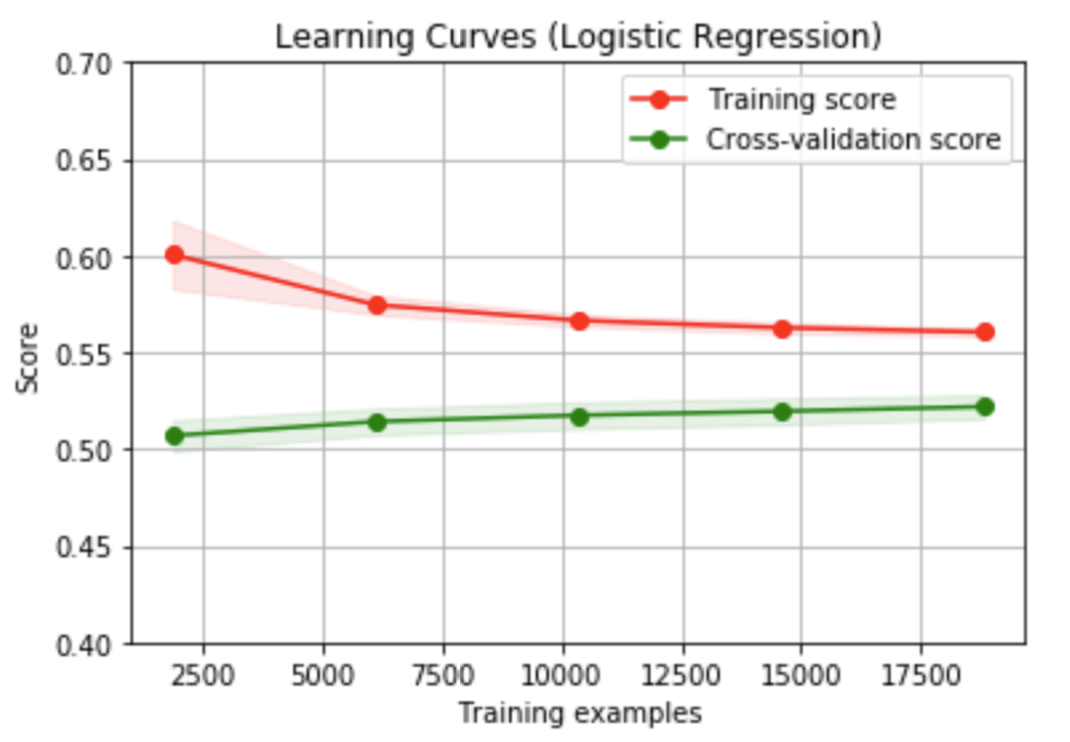 Learning Curves (Logistic Regression)
0.70
Training score
Cross-validation score
0.65
0.60
0.55
Score
0.50
0.45
0.40
2500 5000 7500 10000 12500 15000 17500
Training examples